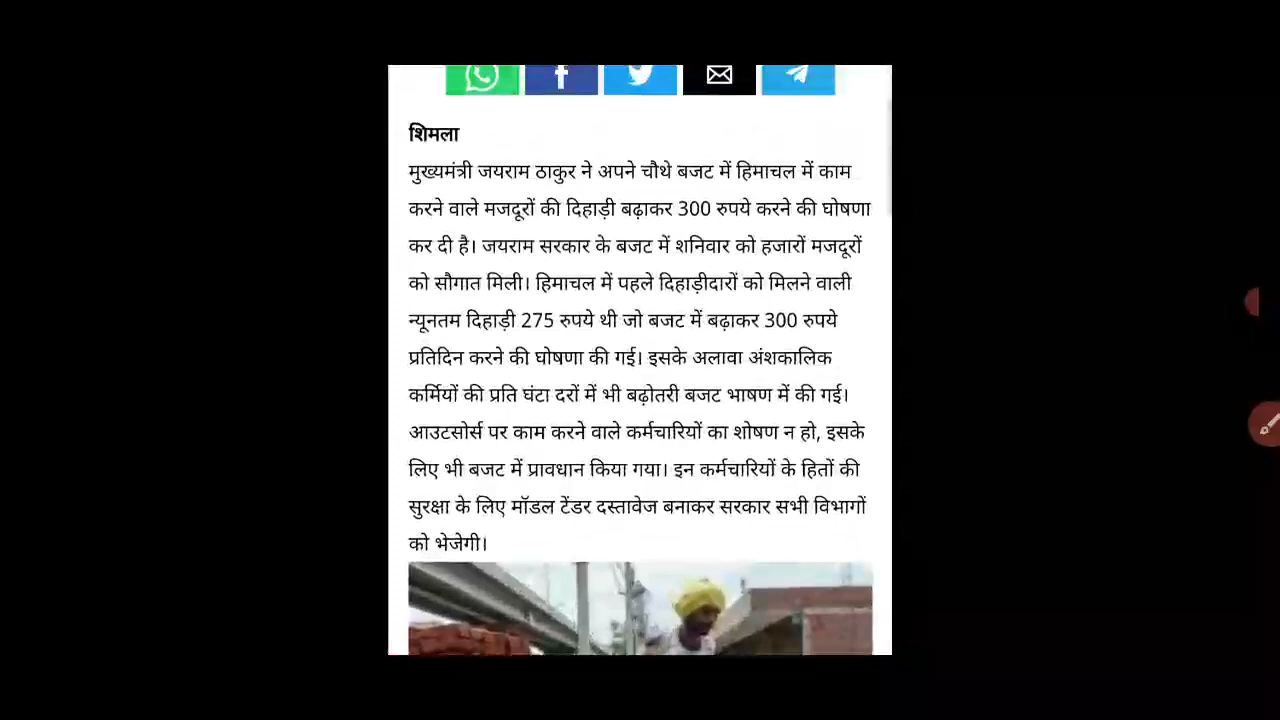 शिमला
मुख्यमंत्री जयराम ठाकुर ने अपने चौथे बजट में हिमाचल में काम
करने वाले मजदूरों की दिहाड़ी बढ़ाकर 300 रुपये करने की घोषणा
कर दी है। जयराम सरकार के बजट में शनिवार को हजारों मजदूरों
को सौगात मिली। हिमाचल में पहले दिहाड़ीदारों को मिलने वाली
न्यूनतम दिहाड़ी 275 रुपये थी जो बजट में बढ़ाकर 300 रुपये
प्रतिदिन करने की घोषणा की गई। इसके अलावा अंशकालिक
कर्मियों की प्रति घंटा दरों में भी बढ़ोतरी बजट भाषण में की गई।
आउटसोर्स पर काम करने वाले कर्मचारियों का शोषण न हो, इसके
लिए भी बजट में प्रावधान किया गया। इन कर्मचारियों के हितों की
सुरक्षा के लिए मॉडल टेंडर दस्तावेज बनाकर सरकार सभी विभागों
को भेजेगी।